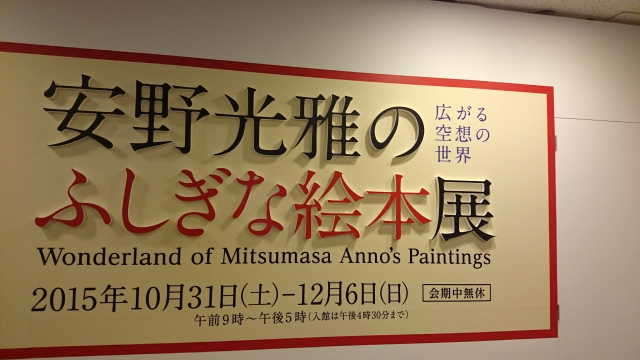 安野光雅の
広がる
空想の
世界
ふしぎな絵本展
Wonderland of Mitsumasa Anno's Paintings
2015年10月31日(土)−12月6日(日) 会期中無休
午前9時〜午後5時(入館は午後4時30分まで)